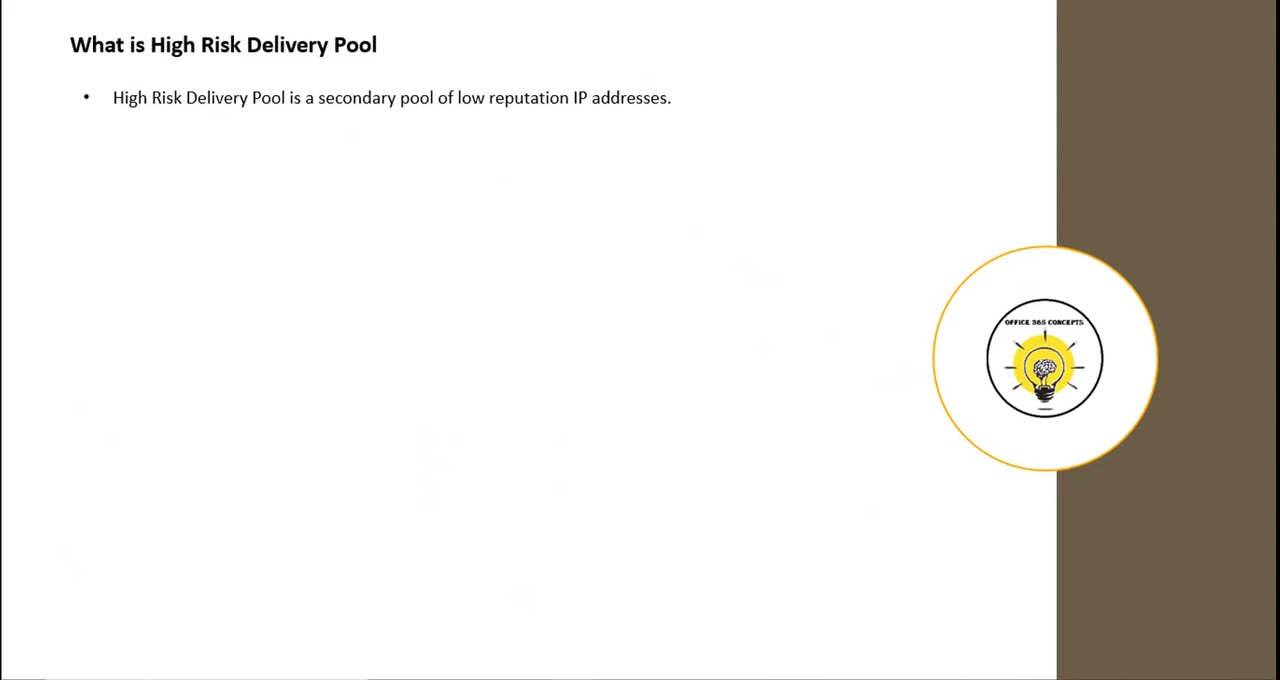 What is High Risk Delivery Pool
• High Risk Delivery Pool is a secondary pool of low reputation IP addresses.
OFFICE 365 CONCEPTS